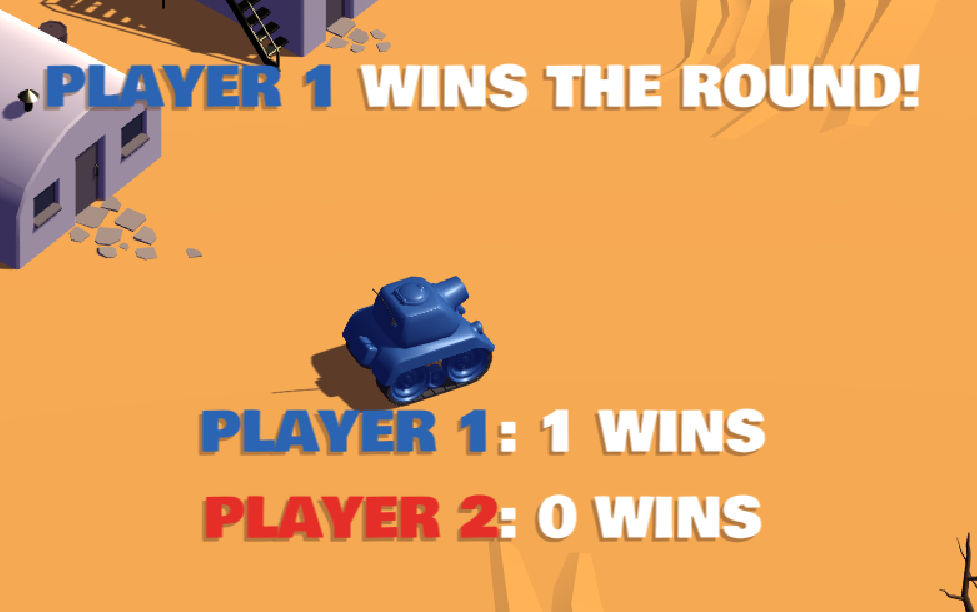 PLAYER 1 WINS THE ROUND!
PLAYER 1: 1 WINS
PLAYER 2: 0 WINS